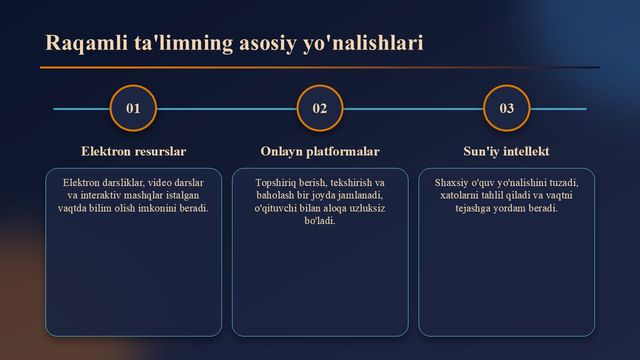 Raqamli ta'limning asosiy yo'nalishlari
01
02
03
Elektron resurslar
Onlayn platformalar
Sun'iy intellekt
Elektron darsliklar, video darslar
va interaktiv mashqlar istalgan
vaqtda bilim olish imkonini beradi.
Topshiriq berish, tekshirish va
baholash bir joyda jamlanadi,
o'qituvchi bilan aloqa uzluksiz
bo'ladi.
Shaxsiy o'quv yo'nalishini tuzadi,
xatolarni tahlil qiladi va vaqtni
tejashga yordam beradi.